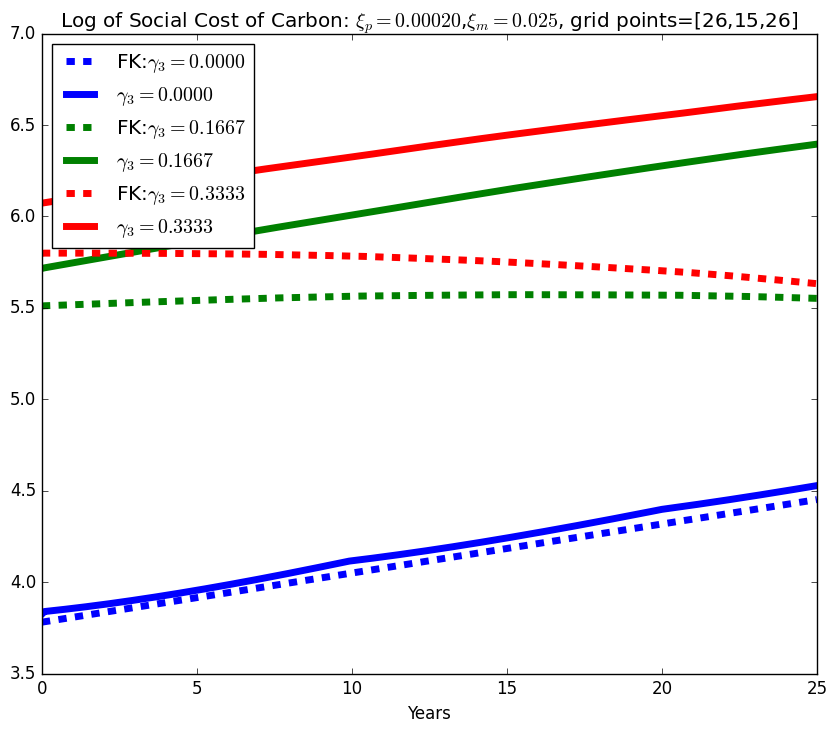 Log of Social Cost of Carbon: ξ_p = 0.00020,ξ_m = 0.025, grid points=[26,15,26]
7.0
FK:γ₃ = 0.0000
γ₃ = 0.0000
FK:γ₃ = 0.1667
γ₃ = 0.1667
FK:γ₃ = 0.3333
γ₃ = 0.3333
6.5
6.0
5.5
5.0
4.5
4.0
3.5
0 5 10 15 20 25
Years